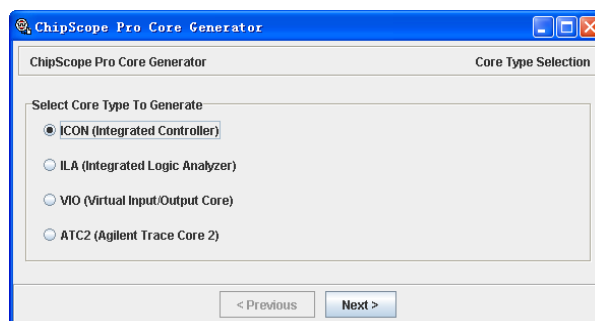 ChipScope Pro Core Generator
ChipScope Pro Core Generator Core Type Selection
Select Core Type To Generate
ICON (Integrated Controller)
ILA (Integrated Logic Analyzer)
VIO (Virtual Input/Output Core)
ATC2 (Agilent Trace Core 2)
< Previous Next >